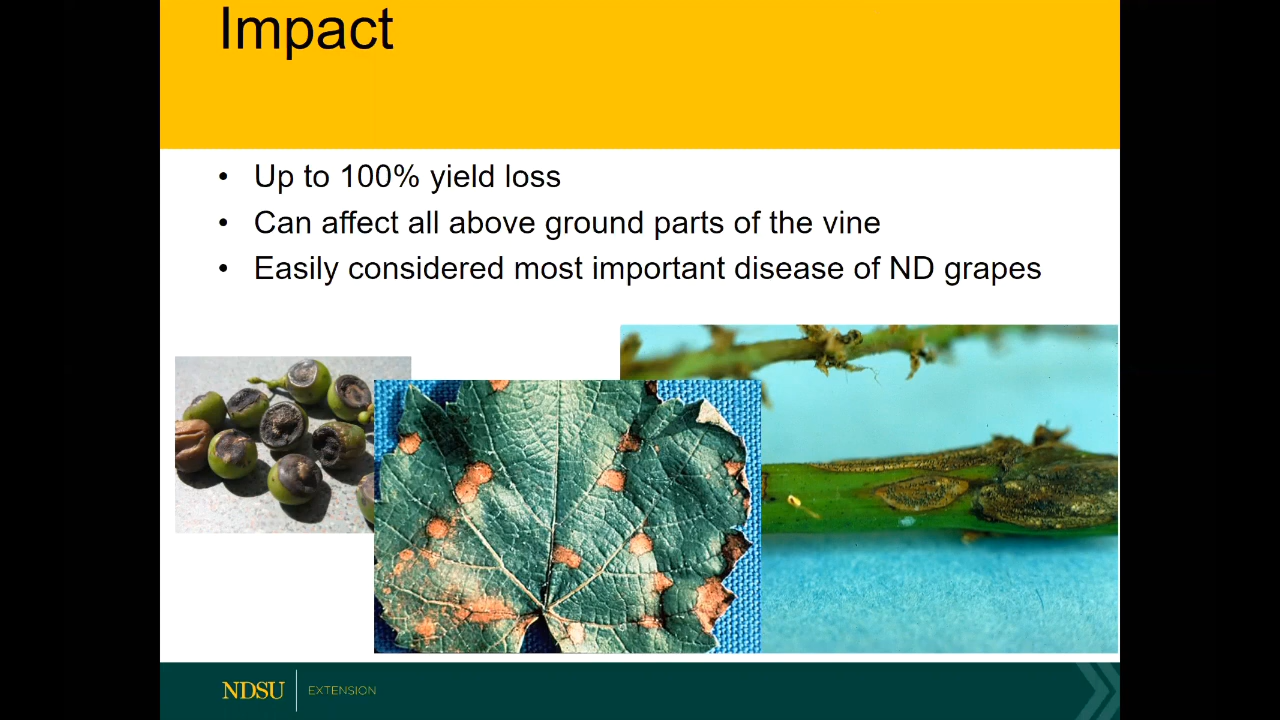 Impact
• Up to 100% yield loss
• Can affect all above ground parts of the vine
• Easily considered most important disease of ND grapes
NDSU EXTENSION